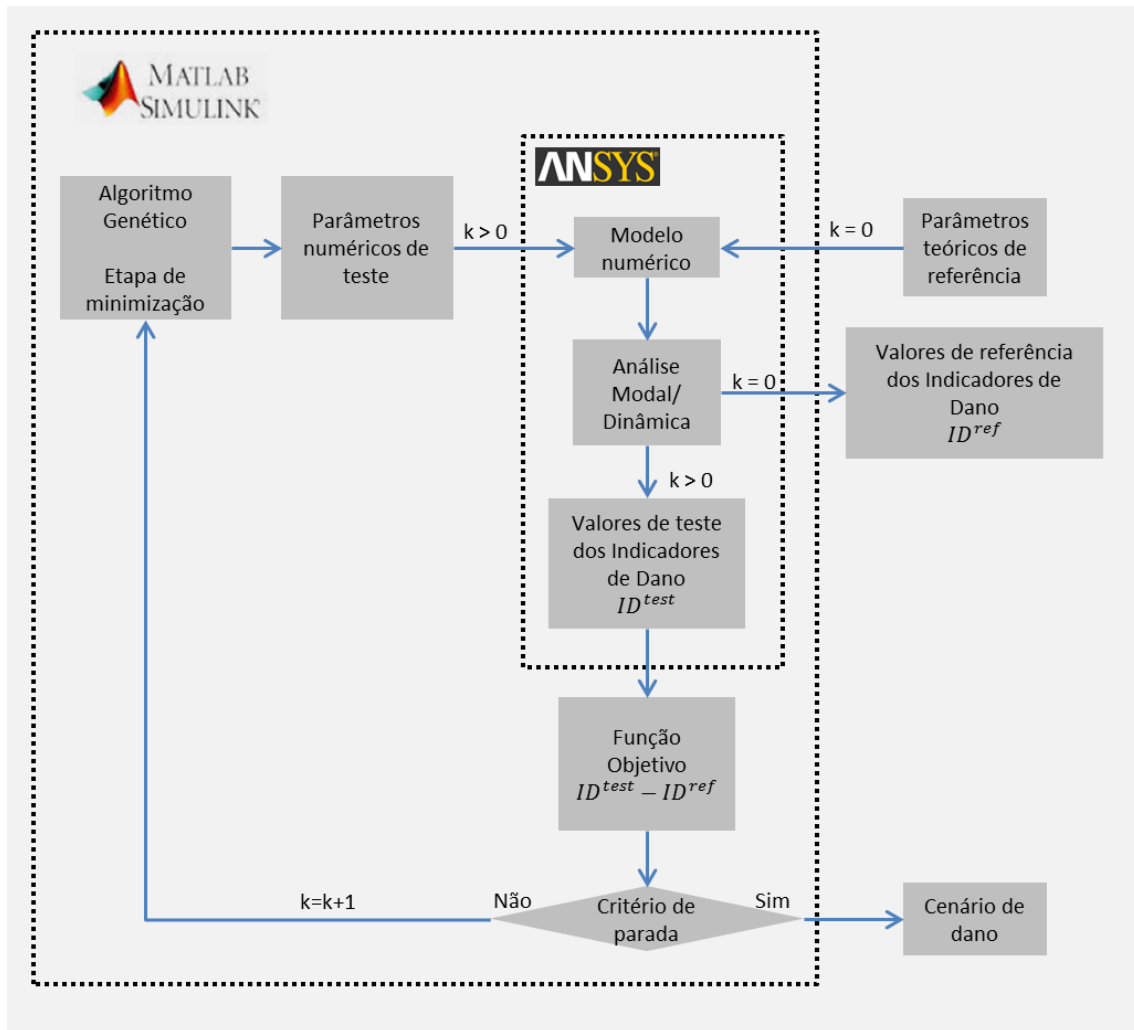 MATLAB
SIMULINK
ANSYS
Algoritmo
Genético
Etapa de
minimização
Parâmetros
numéricos de
teste
k > 0
Modelo
numérico
k = 0
Parâmetros
teóricos de
referência
Análise
Modal/
Dinâmica
k = 0
Valores de referência
dos Indicadores de
Dano
ID^ref
k > 0
Valores de teste
dos Indicadores
de Dano
ID^test
Função
Objetivo
ID^test − ID^ref
k=k+1
Não
Critério de
parada
Sim
Cenário de
dano